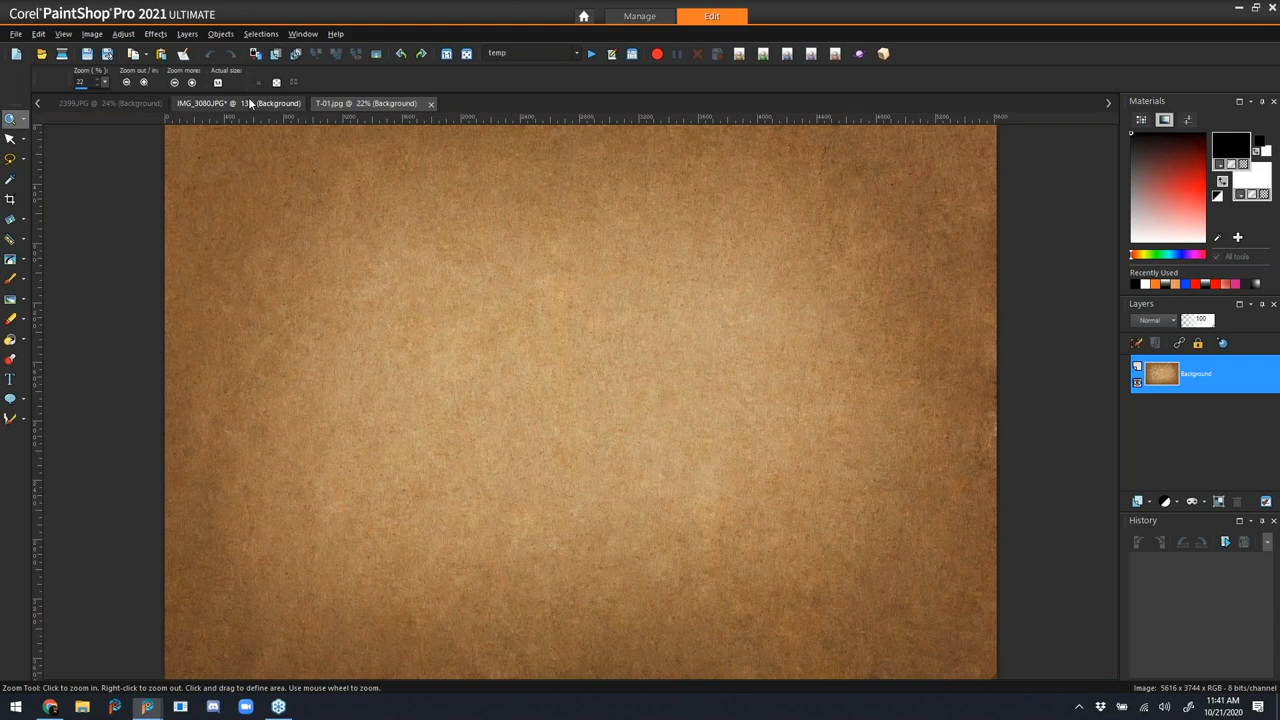 Corel® PaintShop® Pro 2021 ULTIMATE
Manage
Edit
File Edit View Image Adjust Effects Layers Objects Selections Window Help
temp
Zoom (%):
22
Zoom out / in:
Zoom more:
Actual size:
2399.JPG @ 24% (Background)
IMG_3080.JPG* @ 13% (Background)
T-01.jpg @ 22% (Background)
Materials
All tools
Recently Used
Layers
Normal
100
Background
History
Zoom Tool: Click to zoom in. Right-click to zoom out. Click and drag to define area. Use mouse wheel to zoom.
Image: 5616 x 3744 x RGB - 8 bits/channel
11:41 AM
10/21/2020